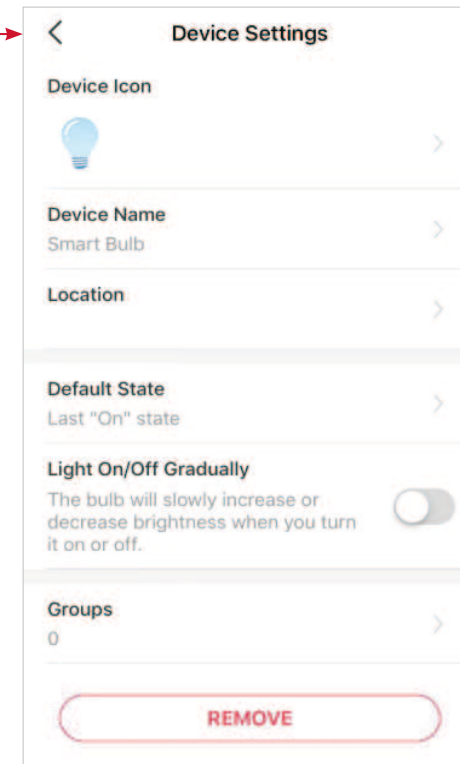 Device Settings
Device Icon
Device Name
Smart Bulb
Location
Default State
Last "On" state
Light On/Off Gradually
The bulb will slowly increase or
decrease brightness when you turn
it on or off.
Groups
0
REMOVE